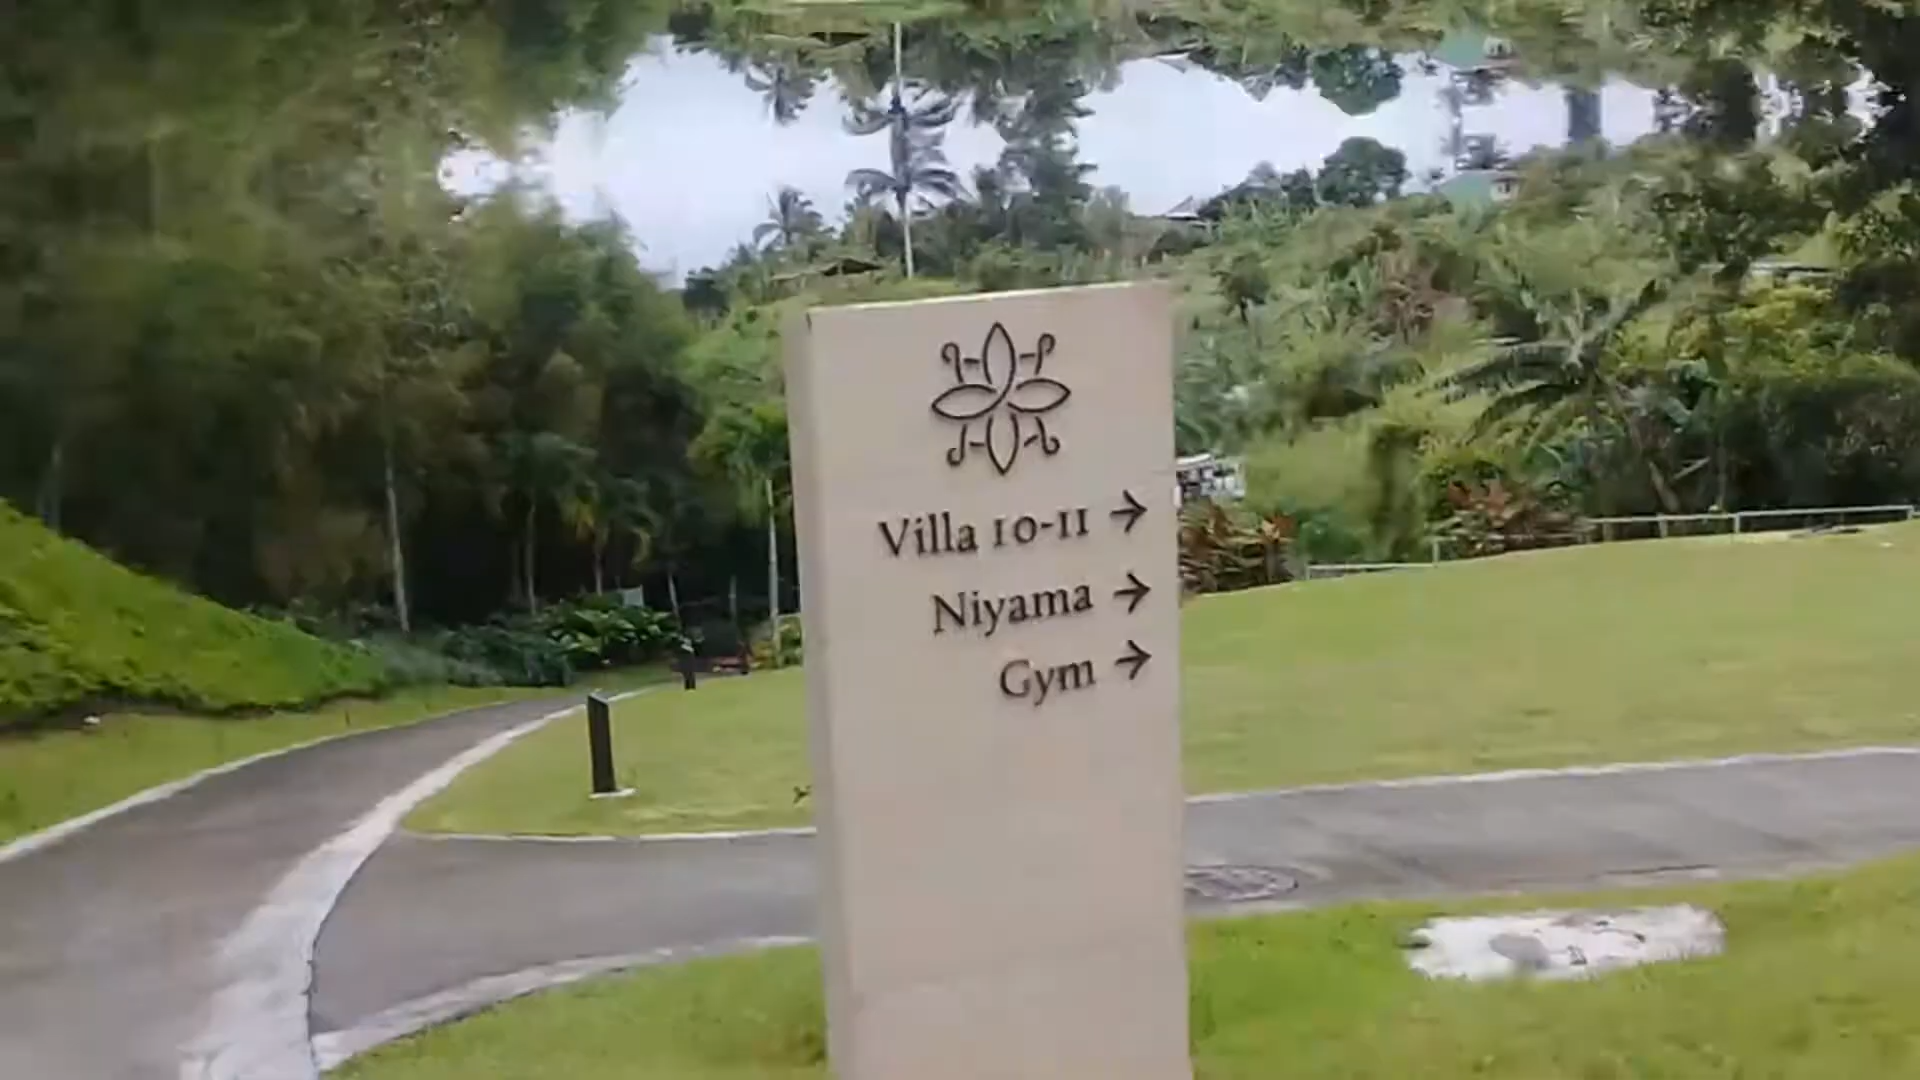 Villa 10-11 →
Niyama →
Gym →